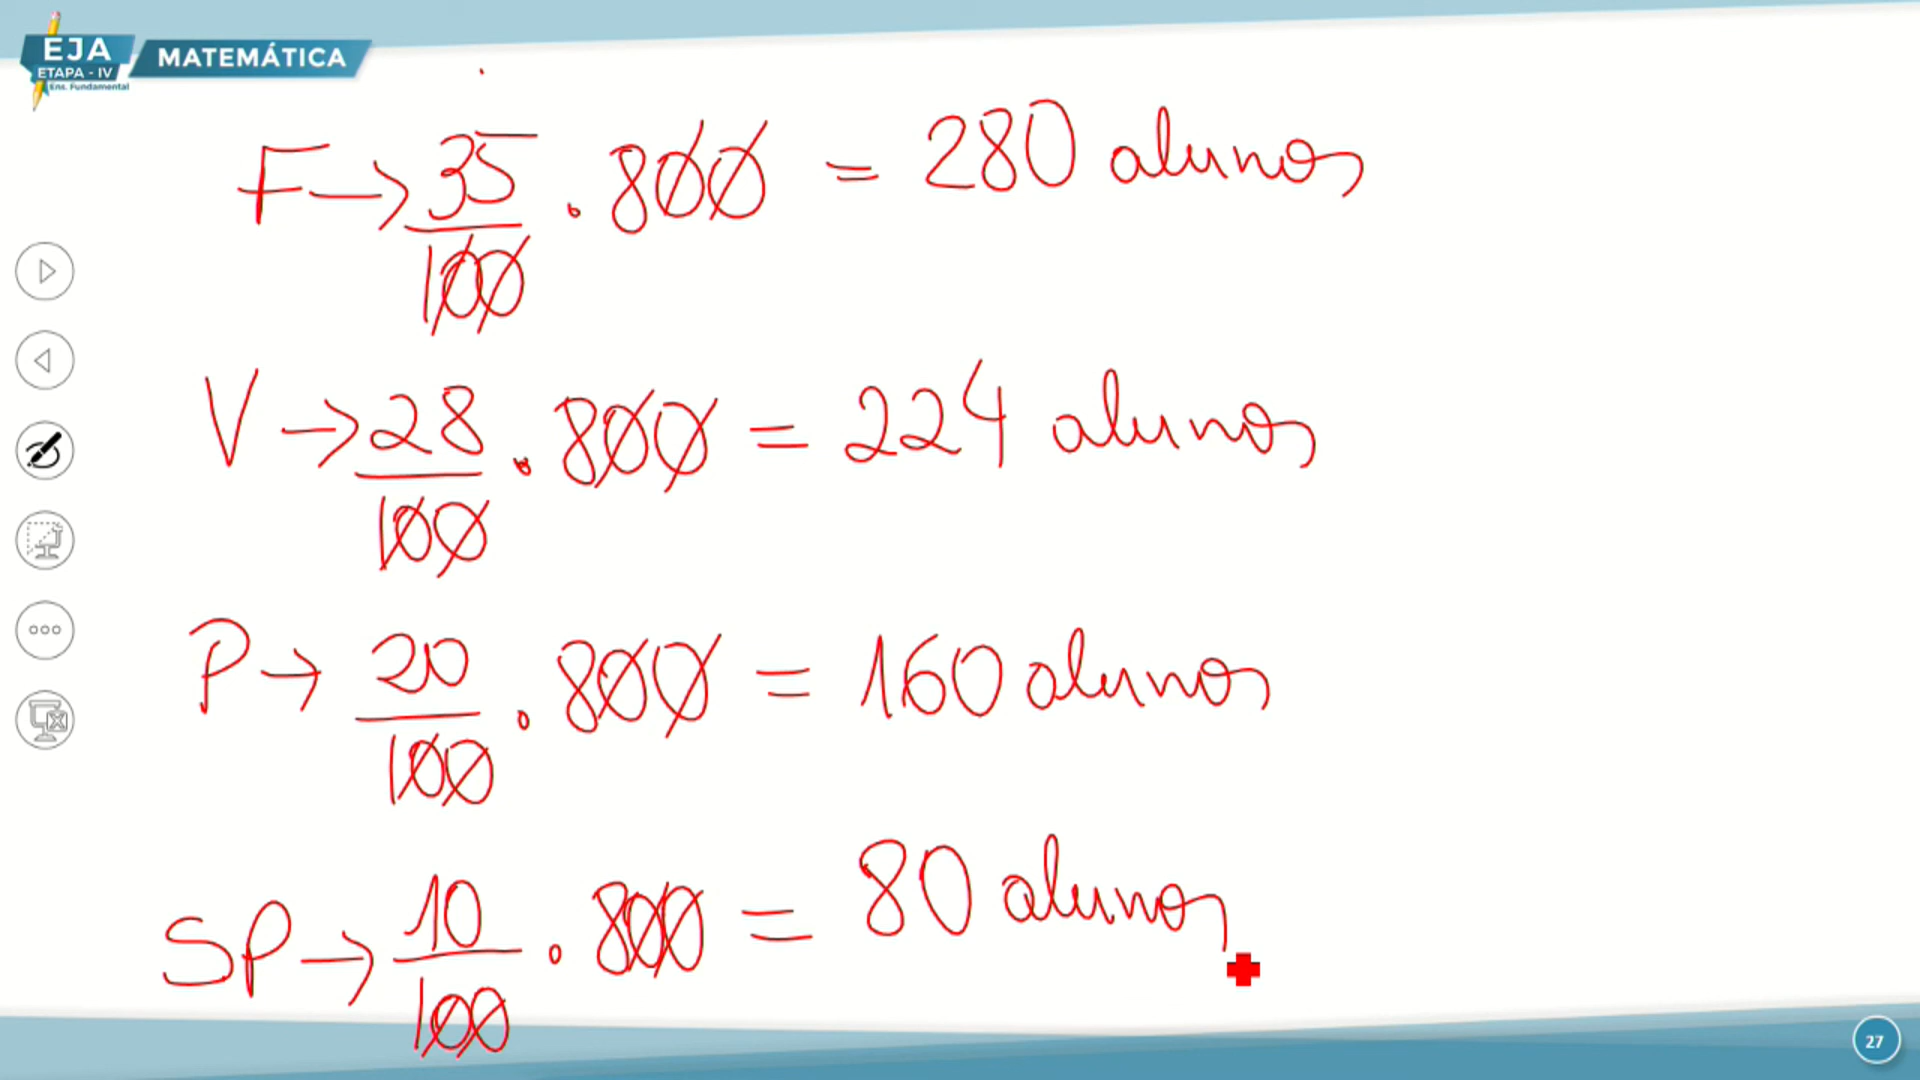 EJA
ETAPA - IV
Ens. Fundamental
MATEMÁTICA
F → 35/100 . 800 = 280 alunos
V → 28/100 . 800 = 224 alunos
P → 20/100 . 800 = 160 alunos
SP → 10/100 . 800 = 80 alunos
27